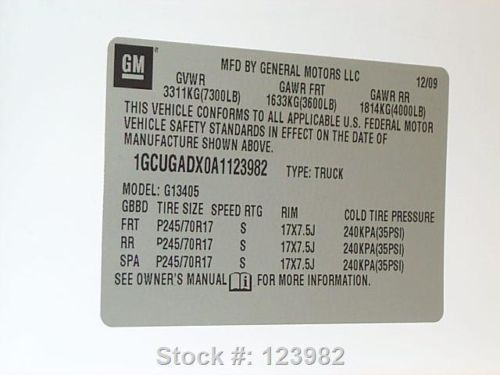 GM
MFD BY GENERAL MOTORS LLC 12/09
GVWR GAWR FRT GAWR RR
3311KG(7300LB) 1633KG(3600LB) 1814KG(4000LB)
THIS VEHICLE CONFORMS TO ALL APPLICABLE U.S. FEDERAL MOTOR
VEHICLE SAFETY STANDARDS IN EFFECT ON THE DATE OF
MANUFACTURE SHOWN ABOVE.
1GCUGADX0A1123982 TYPE: TRUCK
MODEL: G13405
GBBD TIRE SIZE SPEED RTG RIM COLD TIRE PRESSURE
FRT P245/70R17 S 17X7.5J 240KPA(35PSI)
RR P245/70R17 S 17X7.5J 240KPA(35PSI)
SPA P245/70R17 S 17X7.5J 240KPA(35PSI)
SEE OWNER'S MANUAL i FOR MORE INFORMATION.
Stock #: 123982